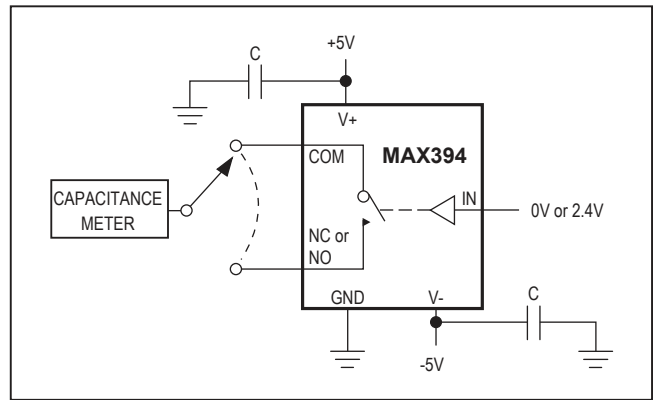 +5V
C
V+
COM
MAX394
CAPACITANCE
METER
IN
0V or 2.4V
NC or
NO
GND
V-
C
-5V